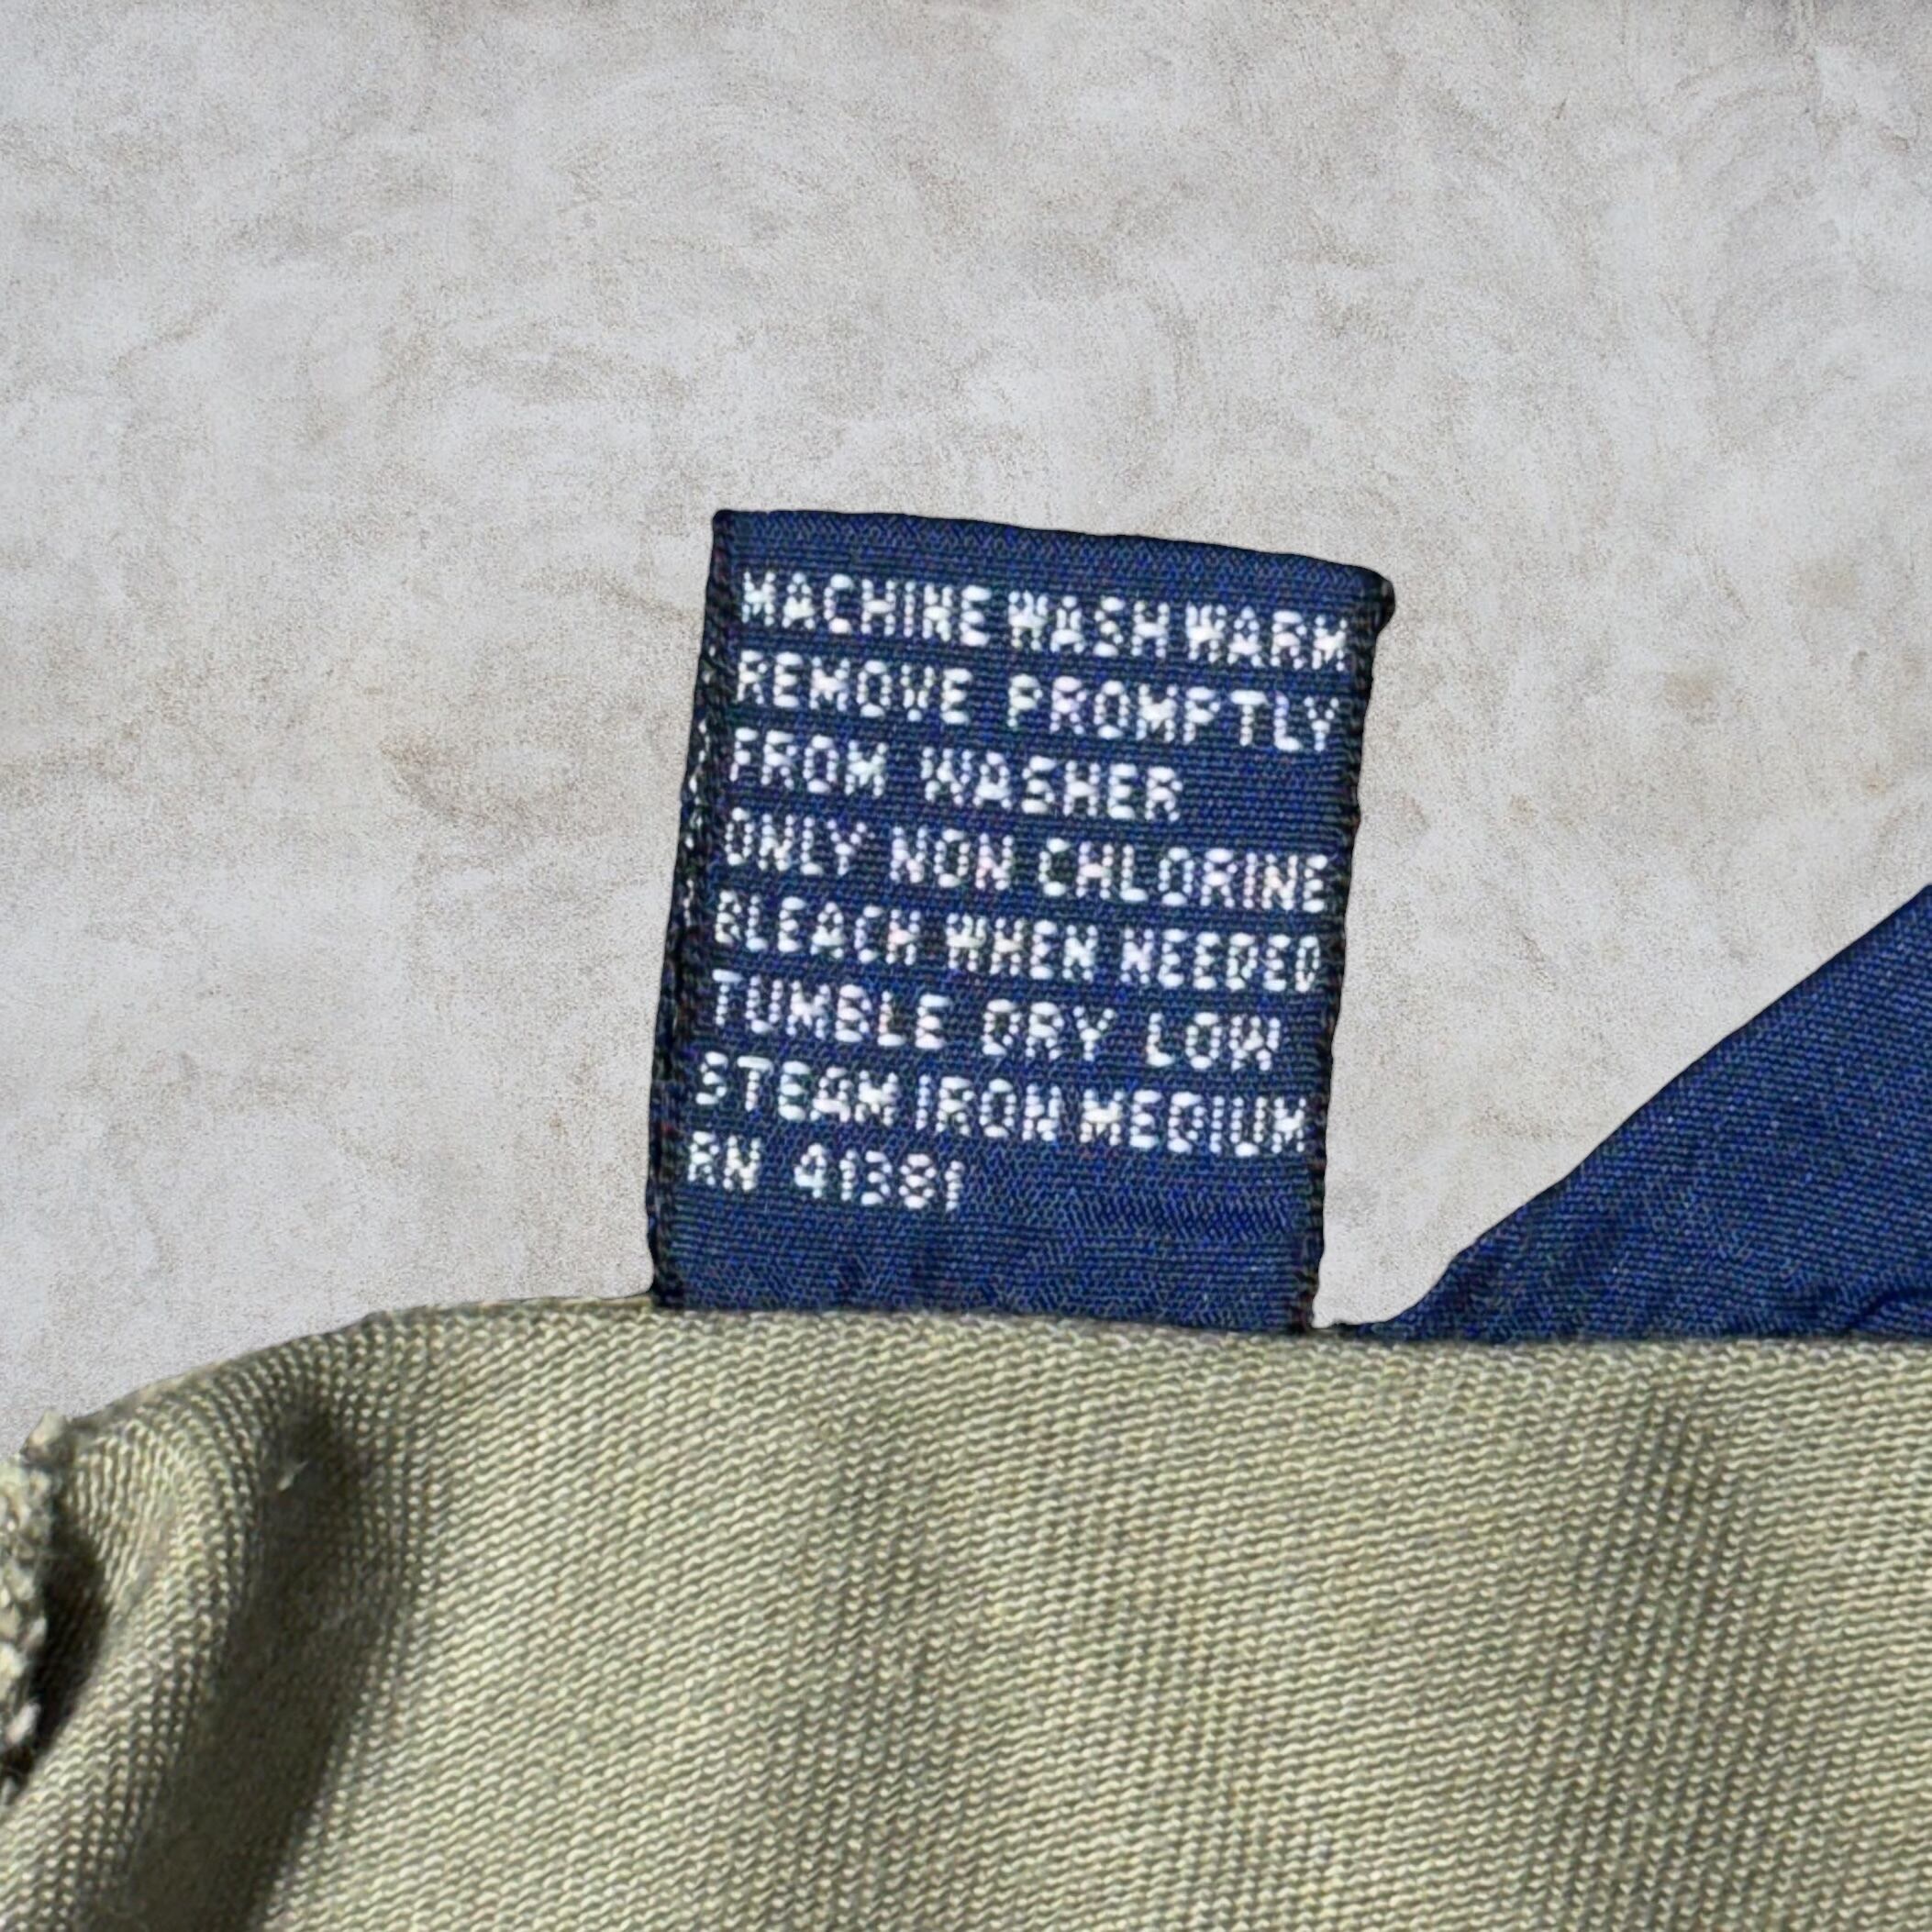 MACHINE WASH WARM
REMOVE PROMPTLY
FROM WASHER
ONLY NON CHLORINE
BLEACH WHEN NEEDED
TUMBLE DRY LOW
STEAM IRON MEDIUM
RN 41381